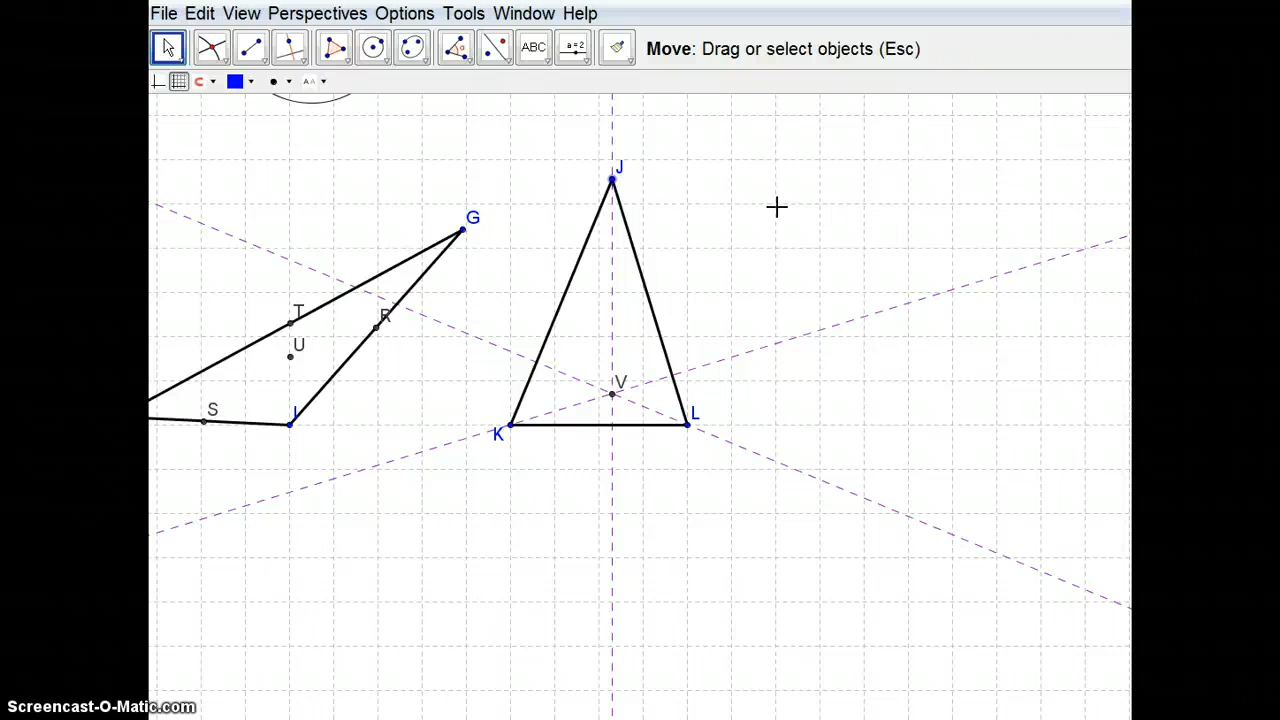 File Edit View Perspectives Options Tools Window Help
ABC a=2 Move: Drag or select objects (Esc)
AA
J
G
T
R
U
V
S
I
L
K
Screencast-O-Matic.com